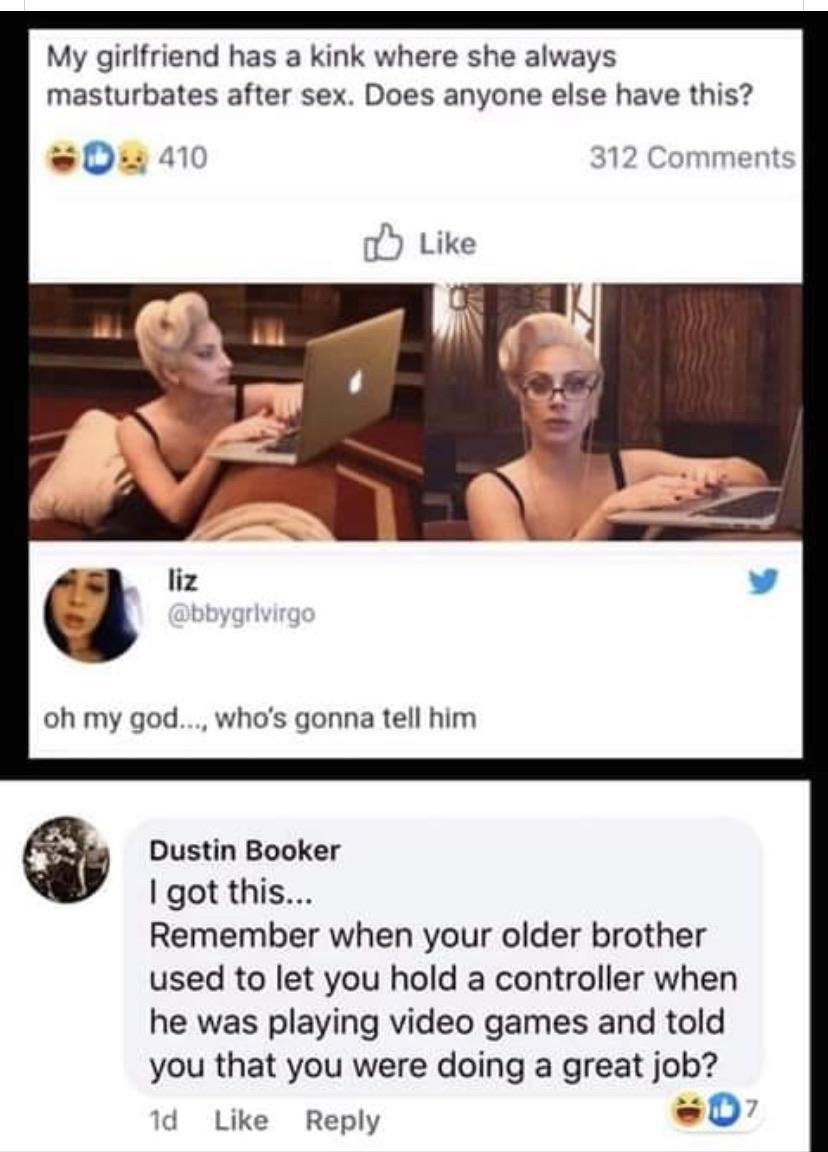 My girlfriend has a kink where she always
masturbates after sex. Does anyone else have this?
410
312 Comments
Like
liz
@bbygrlvirgo
oh my god..., who's gonna tell him
Dustin Booker
I got this...
Remember when your older brother
used to let you hold a controller when
he was playing video games and told
you that you were doing a great job?
1d Like Reply
7